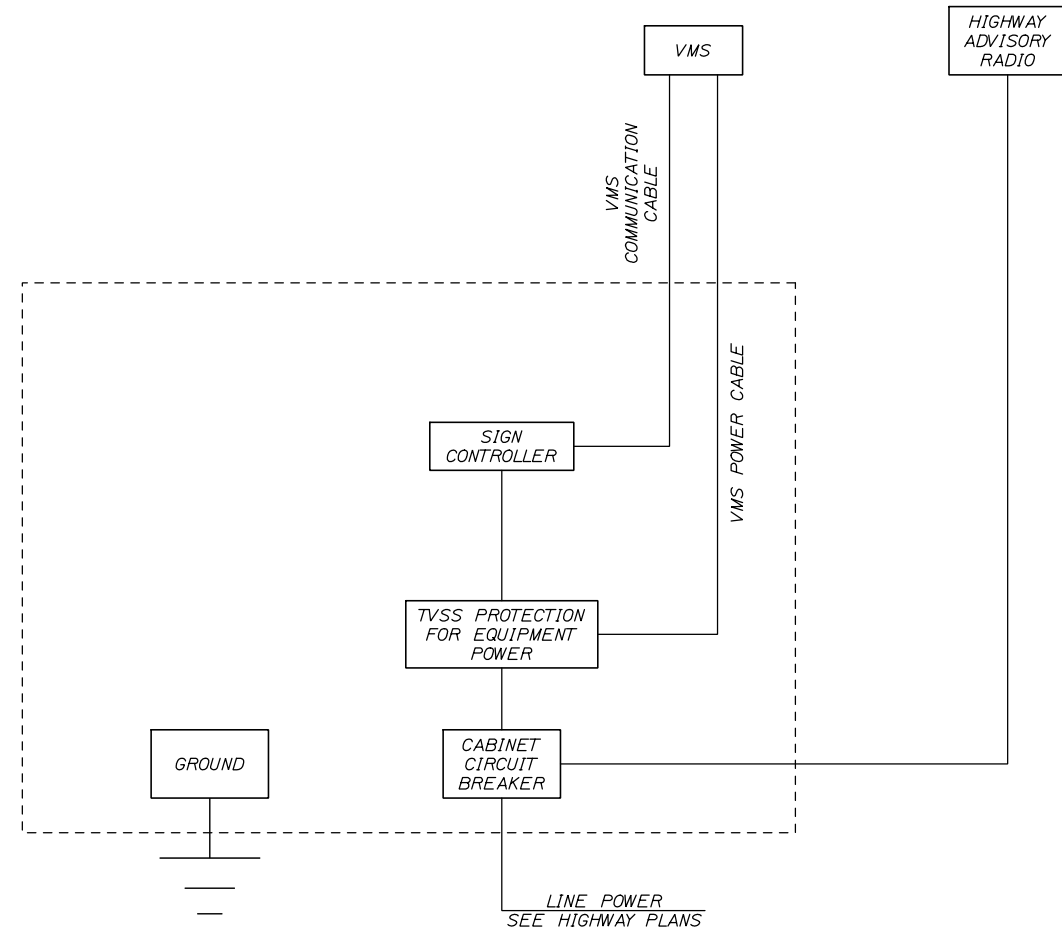 VMS
HIGHWAY
ADVISORY
RADIO
VMS
COMMUNICATION
CABLE
VMS POWER CABLE
SIGN
CONTROLLER
TVSS PROTECTION
FOR EQUIPMENT
POWER
GROUND
CABINET
CIRCUIT
BREAKER
LINE POWER
SEE HIGHWAY PLANS